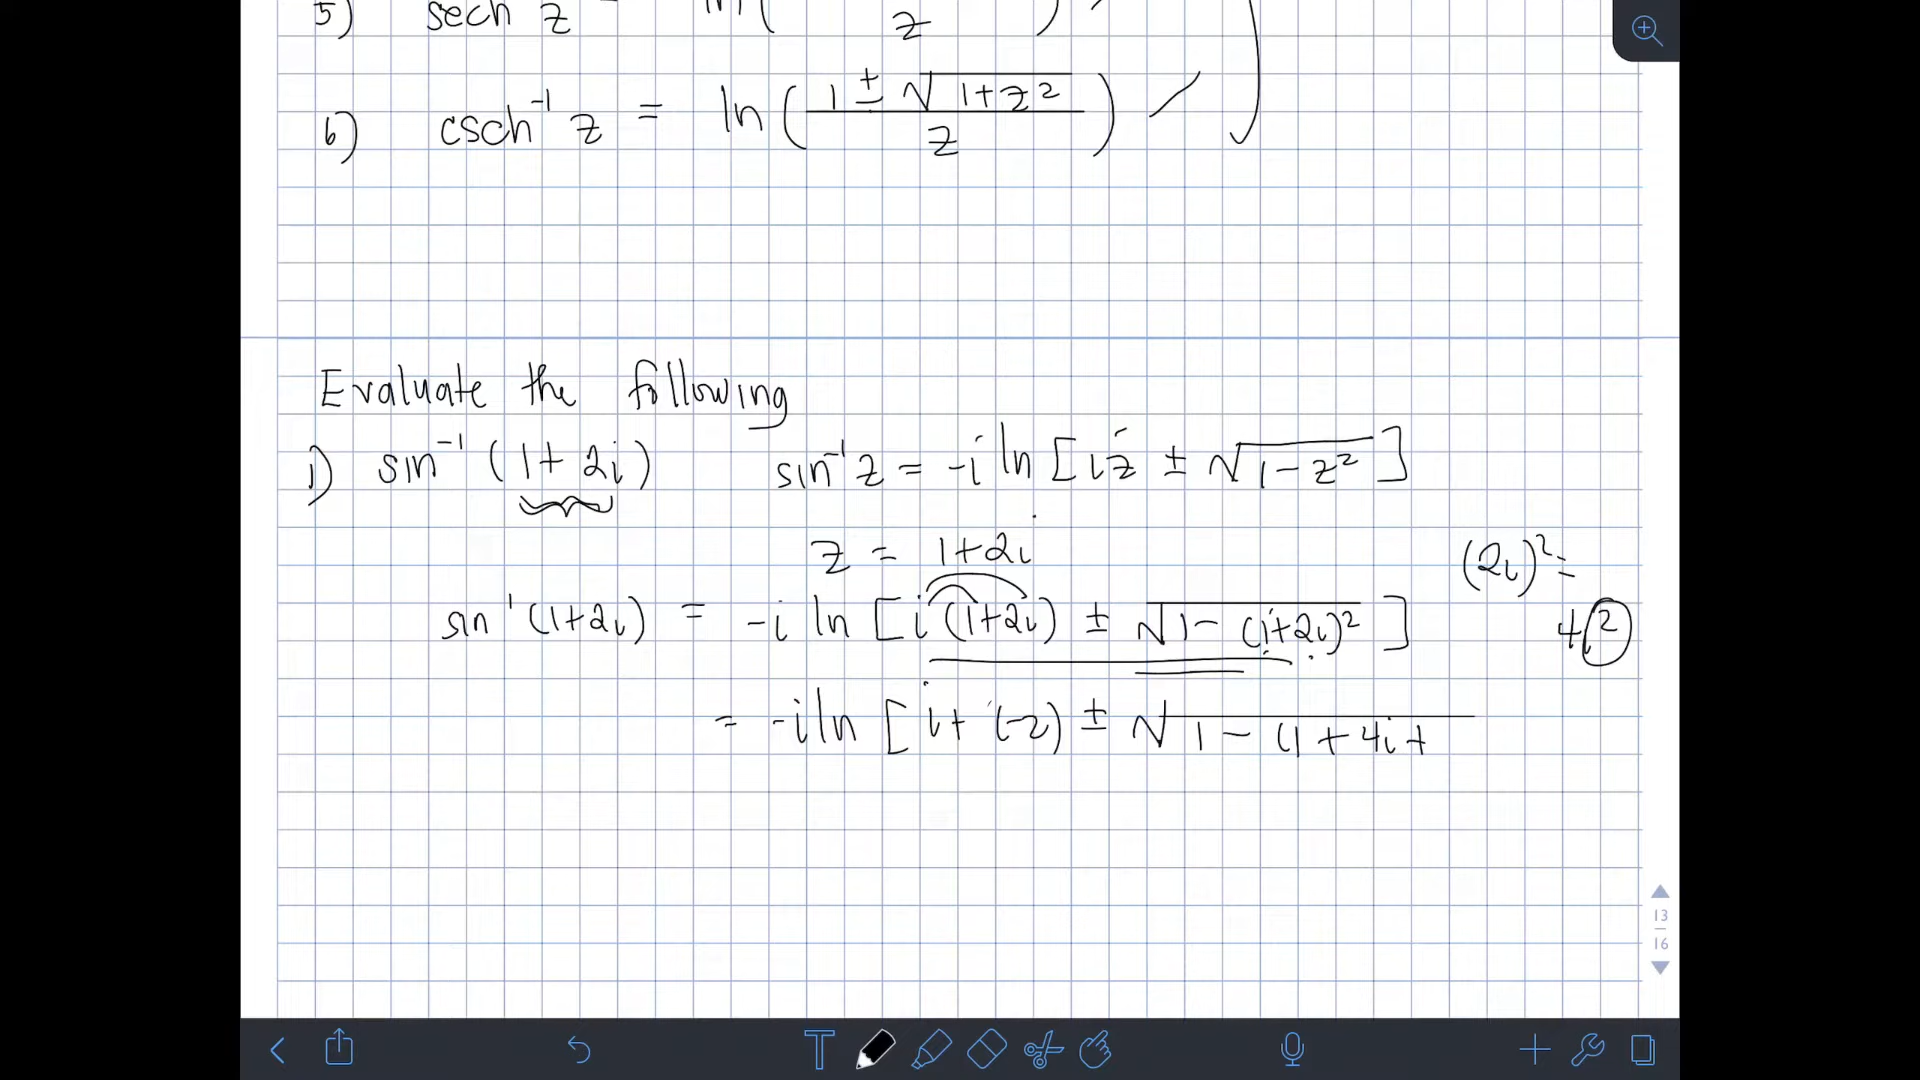 5) sech z ln( z )
6) csch⁻¹ z = ln( (1 ± √(1+z²)) / z )
Evaluate the following
1) sin⁻¹ (1+2i) sin⁻¹z = -i ln [iz ± √(1-z²)]
z = 1+2i
(2i)² =
sin⁻¹(1+2i) = -i ln [i(1+2i) ± √(1-(1+2i)²)]
4i²
= -i ln [i+(-2) ± √(1-(1+4i+
13
16
T